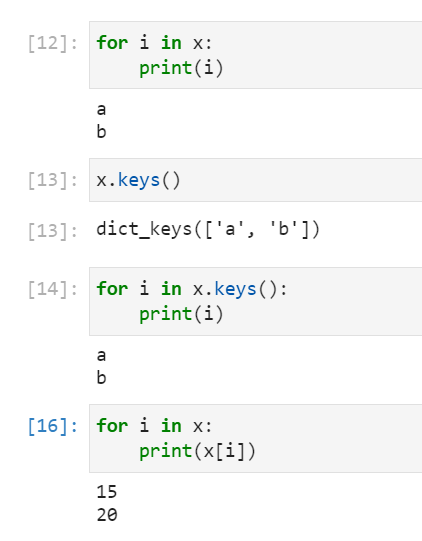 [12]: for i in x:
    print(i)
a
b
[13]: x.keys()
[13]: dict_keys(['a', 'b'])
[14]: for i in x.keys():
    print(i)
a
b
[16]: for i in x:
    print(x[i])
15
20